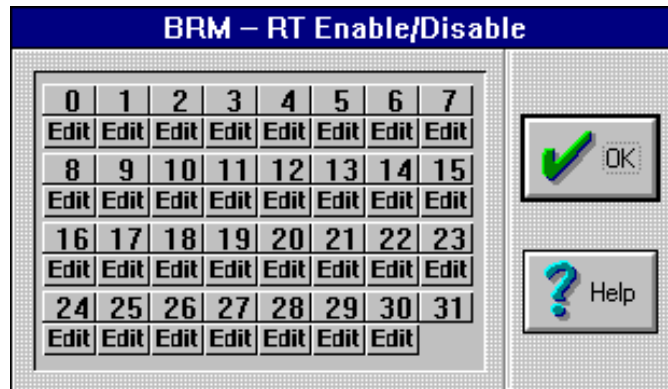 BRM – RT Enable/Disable
0 1 2 3 4 5 6 7
Edit Edit Edit Edit Edit Edit Edit Edit
8 9 10 11 12 13 14 15
Edit Edit Edit Edit Edit Edit Edit Edit
16 17 18 19 20 21 22 23
Edit Edit Edit Edit Edit Edit Edit Edit
24 25 26 27 28 29 30 31
Edit Edit Edit Edit Edit Edit Edit
OK
Help